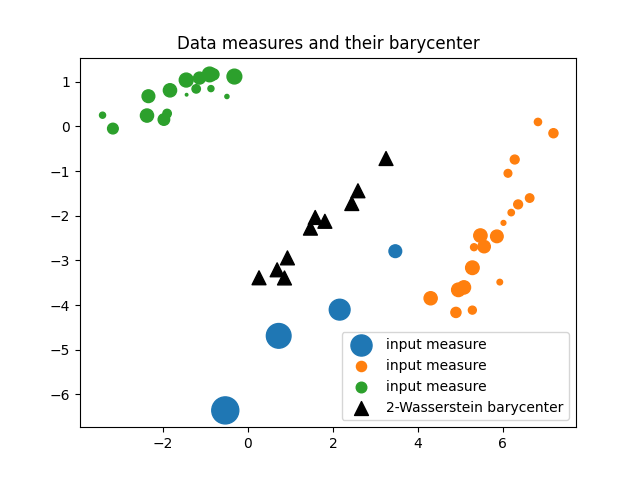 Data measures and their barycenter
1
0
−1
−2
−3
−4
−5
−6
−2
0
2
4
6
input measure
input measure
input measure
2-Wasserstein barycenter